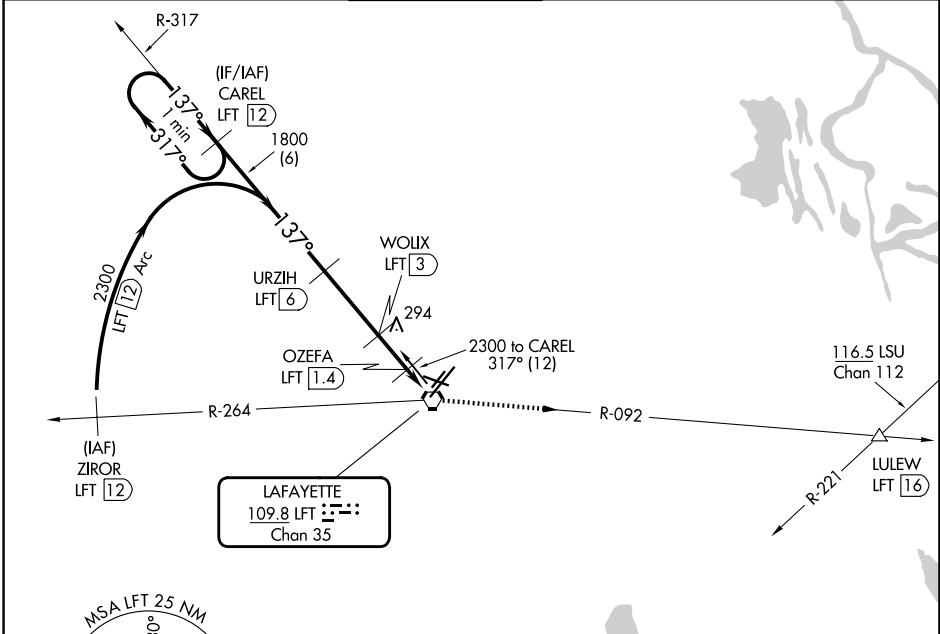 R-317
(IF/IAF)
CAREL
LFT 12
137°
1 min
317°
1800
(6)
137°
2300
LFT 12 Arc
WOLIX
LFT 3
URZIH
LFT 6
294
OZEFA
LFT 1.4
2300 to CAREL
317° (12)
116.5 LSU
Chan 112
R-264
R-092
(IAF)
ZIROR
LFT 12
LULEW
LFT 16
R-221
LAFAYETTE
109.8 LFT
Chan 35
MSA LFT 25 NM